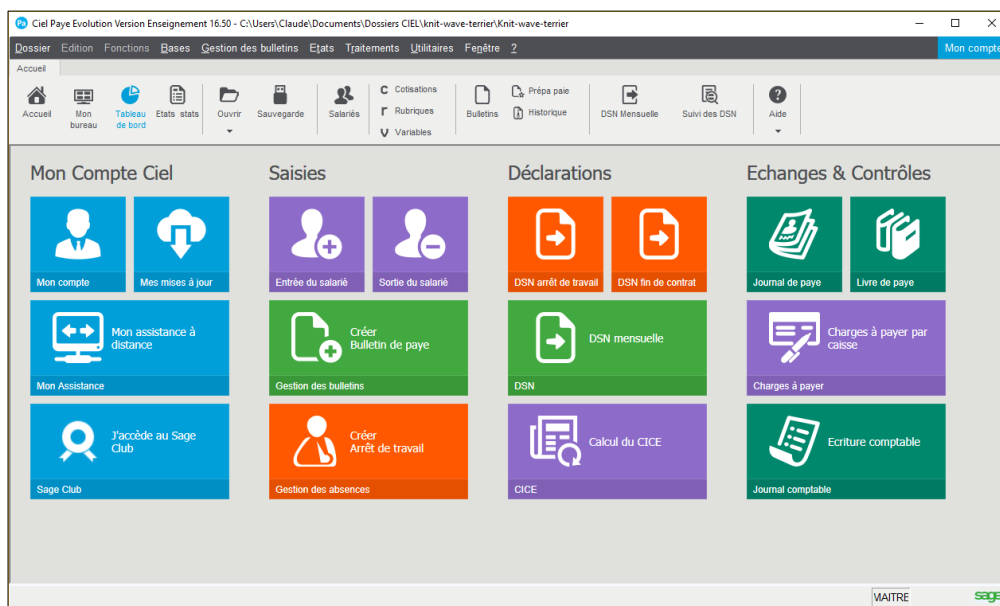 Ciel Paye Evolution Version Enseignement 16.50 - C:\Users\Claude\Documents\Dossiers CIEL\knit-wave-terrier\Knit-wave-terrier
Dossier Edition Fonctions Bases Gestion des bulletins Etats Traitements Utilitaires Fenêtre ? Mon compte
Accueil
Accueil
Mon bureau
Tableau de bord
Etats stats
Ouvrir
Sauvegarde
Salariés
C Cotisations
Γ Rubriques
V Variables
Bulletins
Prépa paie
Historique
DSN Mensuelle
Suivi des DSN
Aide
Mon Compte Ciel
Saisies
Déclarations
Echanges & Contrôles
Mon compte
Mes mises à jour
Entrée du salarié
Sortie du salarié
DSN arrêt de travail
DSN fin de contrat
Journal de paye
Livre de paye
Mon assistance à
distance
Mon Assistance
Créer
Bulletin de paye
Gestion des bulletins
DSN mensuelle
DSN
Charges à payer par
caisse
Charges à payer
J'accède au Sage
Club
Sage Club
Créer
Arrêt de travail
Gestion des absences
Calcul du CICE
CICE
Ecriture comptable
Journal comptable
MAITRE
sage